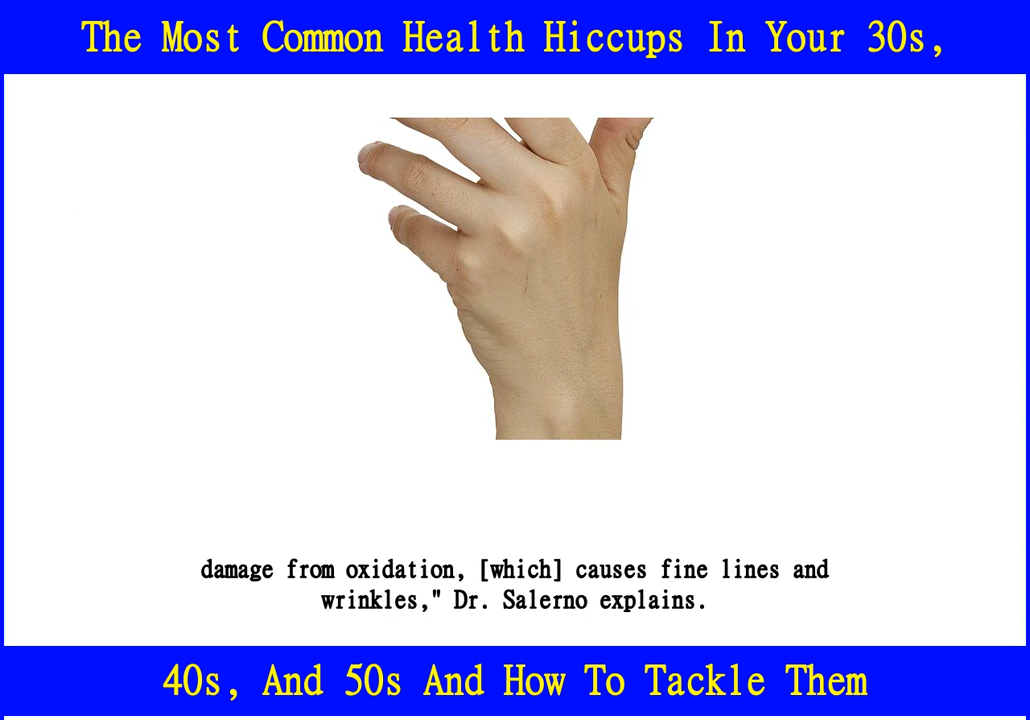 The Most Common Health Hiccups In Your 30s,
damage from oxidation, [which] causes fine lines and
wrinkles," Dr. Salerno explains.
40s, And 50s And How To Tackle Them